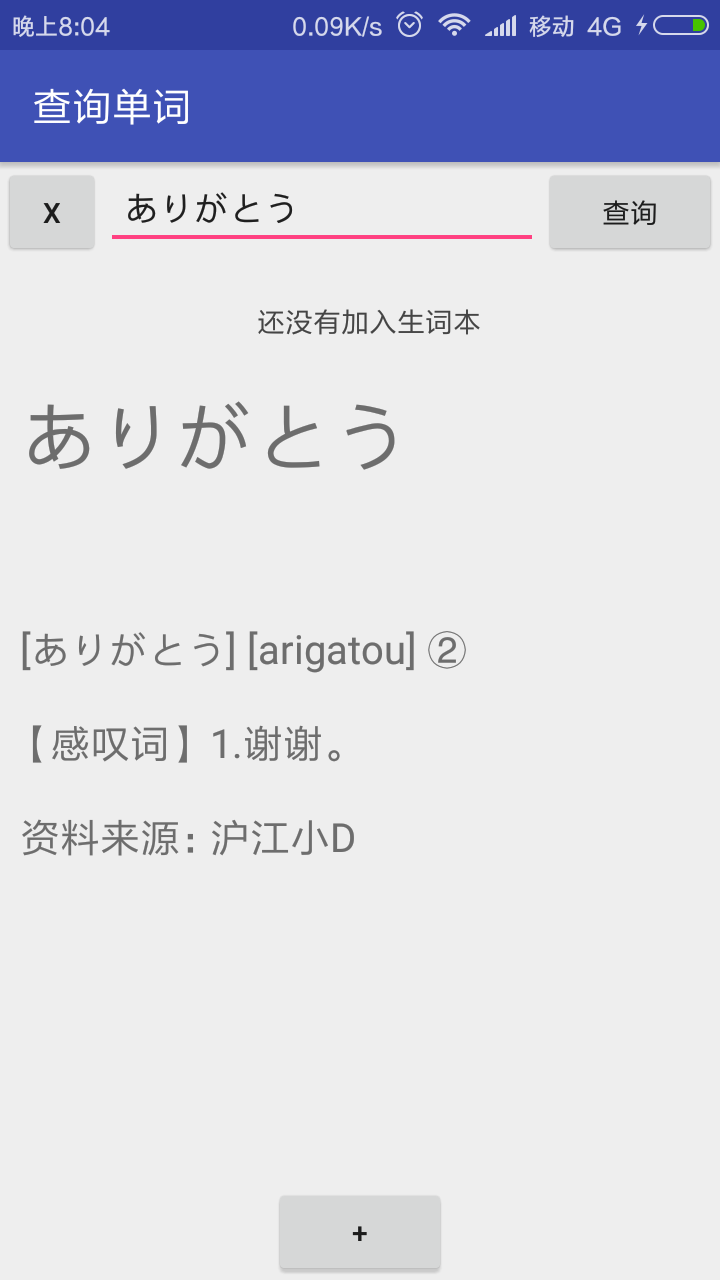 晚上8:04 0.09K/s 移动 4G
查询单词
X ありがとう 查询
还没有加入生词本
ありがとう
[ありがとう] [arigatou] ②
【感叹词】1.谢谢。
资料来源：沪江小D
+